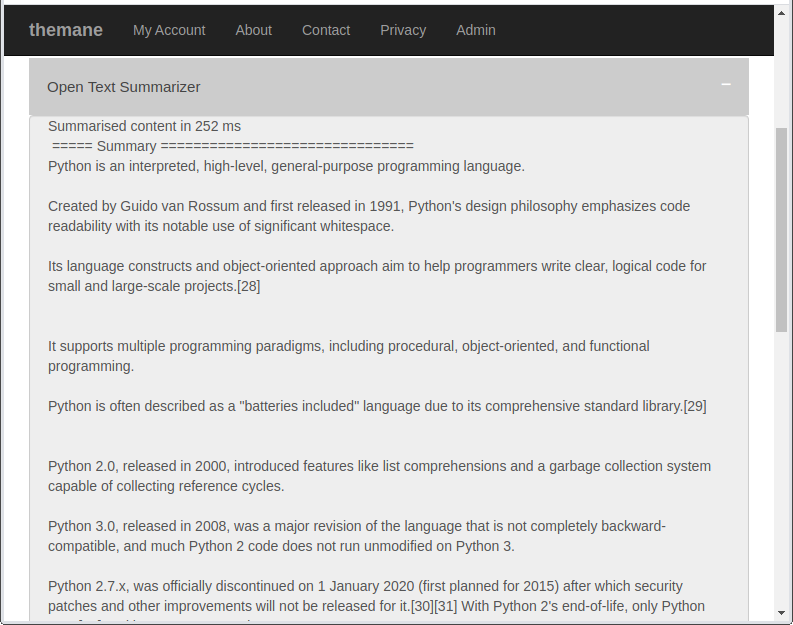 themane My Account About Contact Privacy Admin
Open Text Summarizer
Summarised content in 252 ms
===== Summary ===============================
Python is an interpreted, high-level, general-purpose programming language.
Created by Guido van Rossum and first released in 1991, Python's design philosophy emphasizes code
readability with its notable use of significant whitespace.
Its language constructs and object-oriented approach aim to help programmers write clear, logical code for
small and large-scale projects.[28]
It supports multiple programming paradigms, including procedural, object-oriented, and functional
programming.
Python is often described as a "batteries included" language due to its comprehensive standard library.[29]
Python 2.0, released in 2000, introduced features like list comprehensions and a garbage collection system
capable of collecting reference cycles.
Python 3.0, released in 2008, was a major revision of the language that is not completely backward-
compatible, and much Python 2 code does not run unmodified on Python 3.
Python 2.7.x, was officially discontinued on 1 January 2020 (first planned for 2015) after which security
patches and other improvements will not be released for it.[30][31] With Python 2's end-of-life, only Python